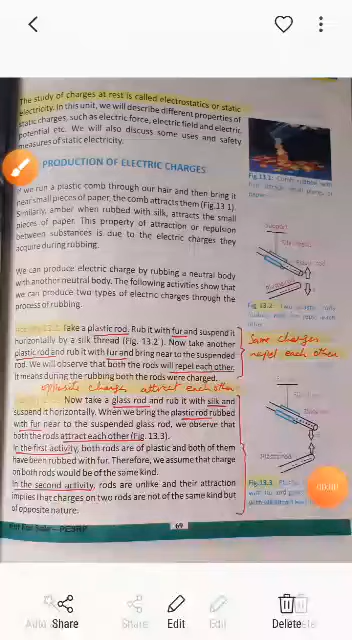 The study of charges at rest is called electrostatics or static
electricity. In this unit, we will describe different properties of
static charges, such as electric force, electric field and electric
potential etc. We will also discuss some uses and safety
measures of static electricity.
PRODUCTION OF ELECTRIC CHARGES
If we run a plastic comb through our hair and then bring it
near small pieces of paper, the comb attracts them (Fig.13.1).
Similarly, amber when rubbed with silk, attracts the small
pieces of paper. This property of attraction or repulsion
between substances is due to the electric charges they
acquire during rubbing.
We can produce electric charge by rubbing a neutral body
with another neutral body. The following activities show that
we can produce two types of electric charges through the
process of rubbing.
Take a plastic rod. Rub it with fur and suspend it
horizontally by a silk thread (Fig. 13.2 ). Now take another
plastic rod and rub it with fur and bring near to the suspended
rod. We will observe that both the rods will repel each other.
It means during the rubbing both the rods were charged.
opposite charges attract each other
Now take a glass rod and rub it with silk and
suspend it horizontally. When we bring the plastic rod rubbed
with fur near to the suspended glass rod, we observe that
both the rods attract each other (Fig. 13.3).
In the first activity, both rods are of plastic and both of them
have been rubbed with fur. Therefore, we assume that charge
on both rods would be of the same kind.
In the second activity, rods are unlike and their attraction
implies that charges on two rods are not of the same kind but
of opposite nature.
Fig.13.1: Comb rubbed with
Fig.13.2
Same charges
repel each other
Plastic rod
Fig.13.3
00:00
Not For Sale – PESRP
69
Share
Edit
Delete